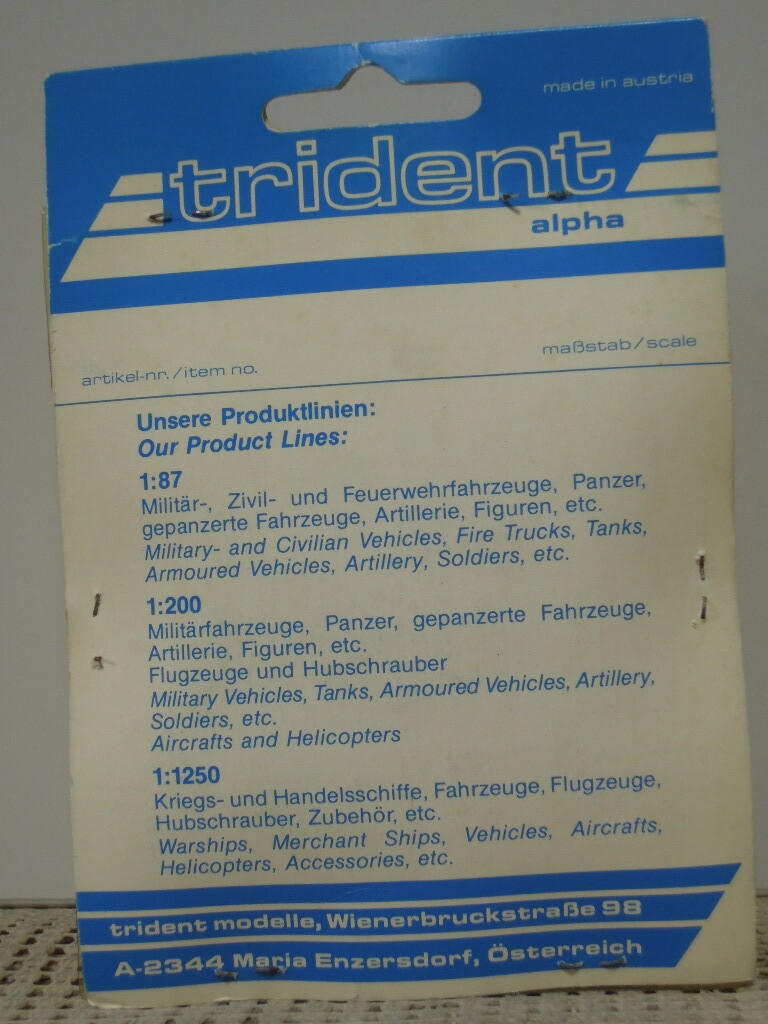 made in austria
trident
alpha
artikel-nr./item no.
maßstab/scale
Unsere Produktlinien:
Our Product Lines:
1:87
Militär-, Zivil- und Feuerwehrfahrzeuge, Panzer,
gepanzerte Fahrzeuge, Artillerie, Figuren, etc.
Military- and Civilian Vehicles, Fire Trucks, Tanks,
Armoured Vehicles, Artillery, Soldiers, etc.
1:200
Militärfahrzeuge, Panzer, gepanzerte Fahrzeuge,
Artillerie, Figuren, etc.
Flugzeuge und Hubschrauber
Military Vehicles, Tanks, Armoured Vehicles, Artillery,
Soldiers, etc.
Aircrafts and Helicopters
1:1250
Kriegs- und Handelsschiffe, Fahrzeuge, Flugzeuge,
Hubschrauber, Zubehör, etc.
Warships, Merchant Ships, Vehicles, Aircrafts,
Helicopters, Accessories, etc.
trident modelle, Wienerbruckstraße 98
A-2344 Maria Enzersdorf, Österreich